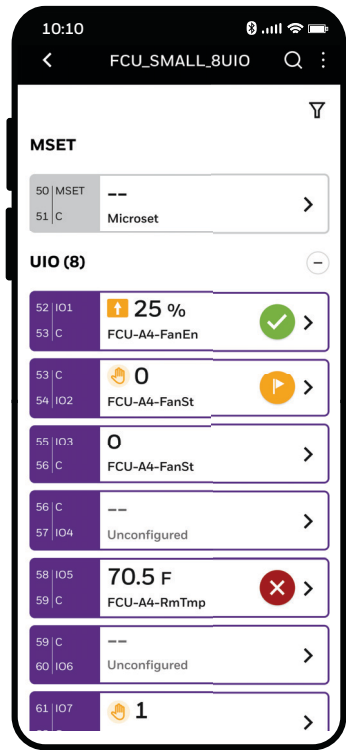 10:10
FCU_SMALL_8UIO
MSET
50 MSET
--
51 C
Microset
UIO (8)
52 IO1
25 %
53 C
FCU-A4-FanEn
53 C
0
54 IO2
FCU-A4-FanSt
55 IO3
0
56 C
FCU-A4-FanSt
56 C
--
57 IO4
Unconfigured
58 IO5
70.5 F
59 C
FCU-A4-RmTmp
59 C
--
60 IO6
Unconfigured
61 IO7
1